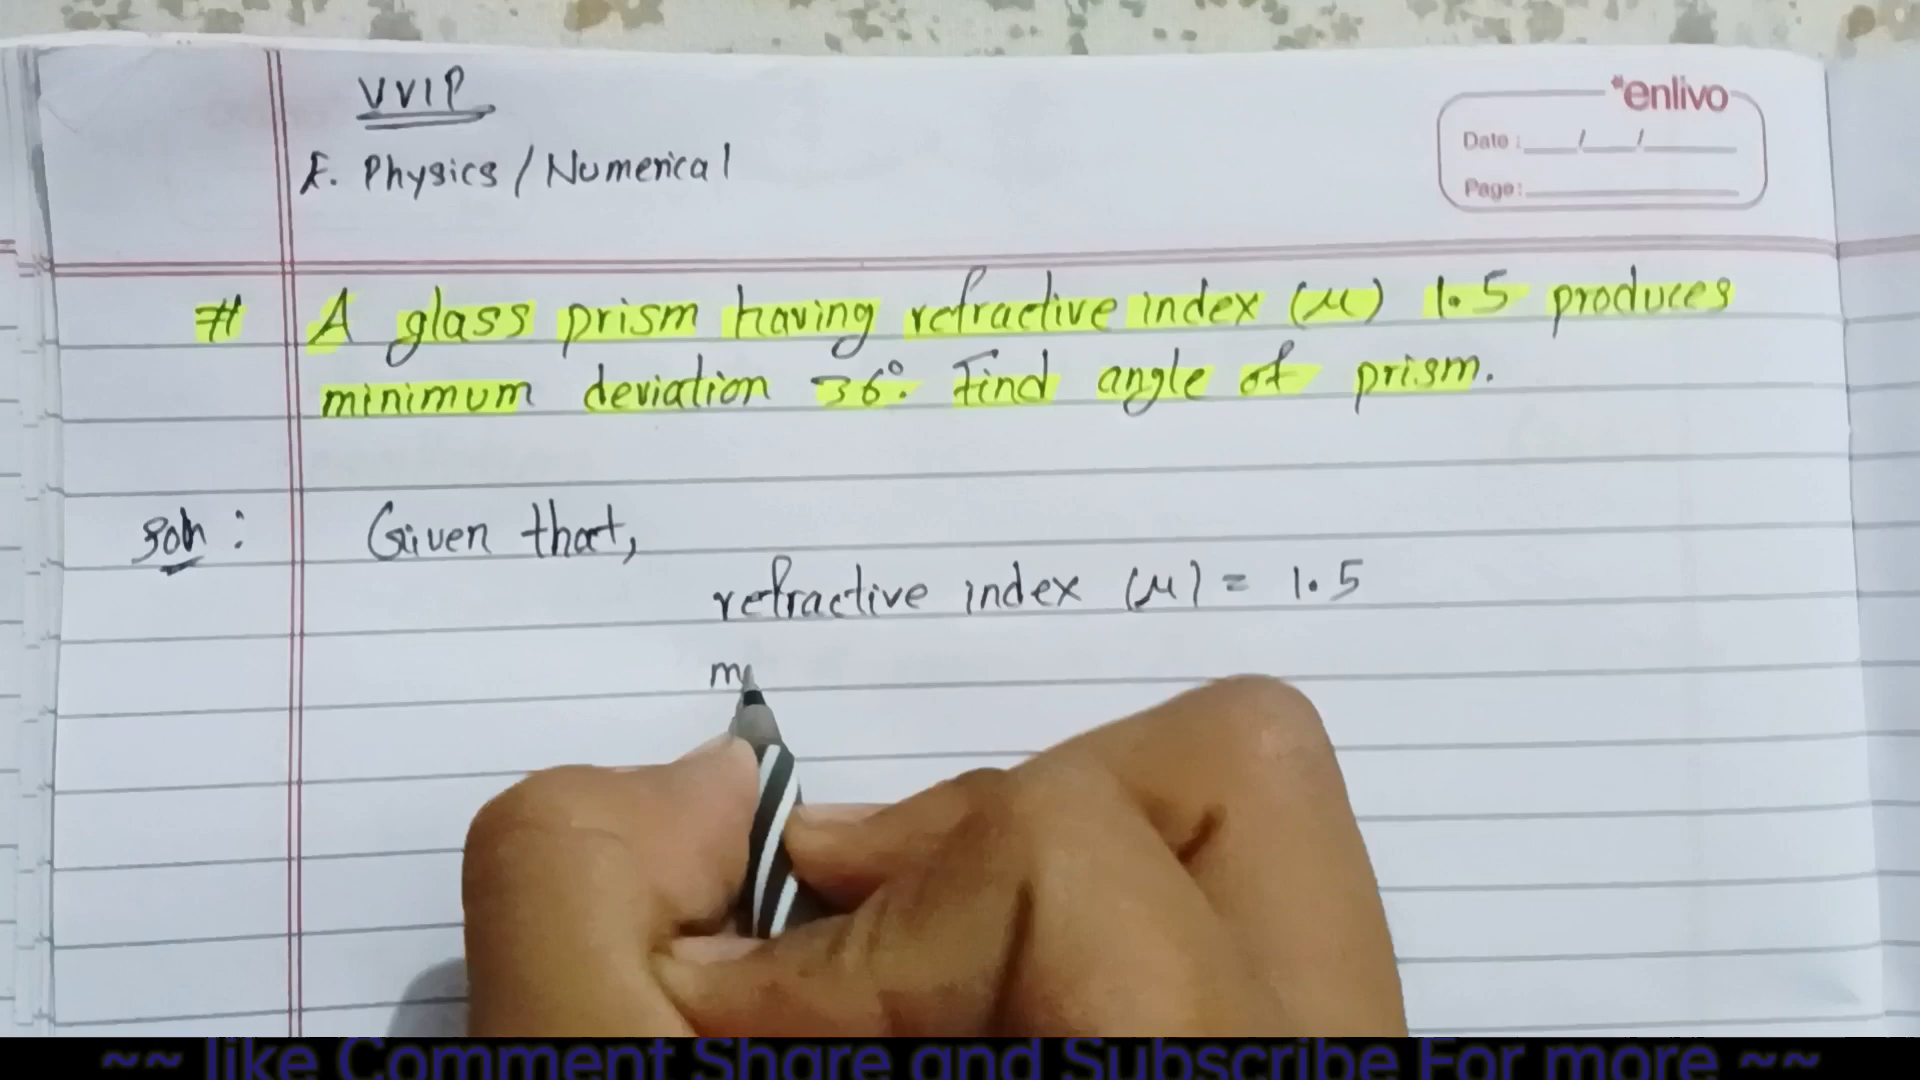 VVIP
F. Physics / Numerical
enlivo
Date : / /
Page :
# A glass prism having refractive index (μ) 1.5 produces
minimum deviation 36°. Find angle of prism.
Soln : Given that,
refractive index (μ) = 1.5
m
~~ like Comment Share and Subscribe For more ~~